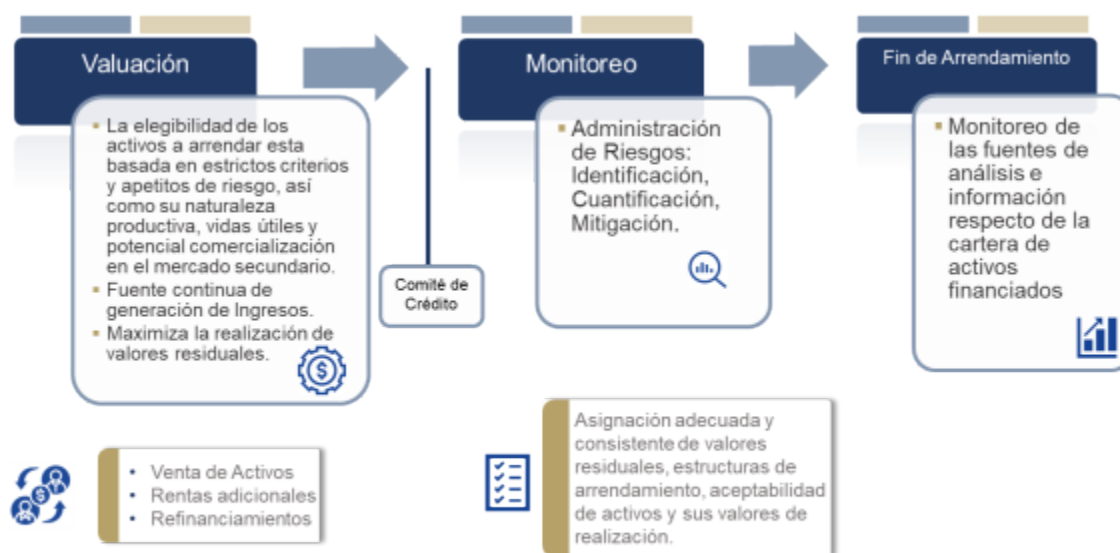 Valuación
La elegibilidad de los
activos a arrendar esta
basada en estrictos criterios
y apetitos de riesgo, así
como su naturaleza
productiva, vidas útiles y
potencial comercialización
en el mercado secundario.
Fuente continua de
generación de Ingresos.
Maximiza la realización de
valores residuales.
Comité de
Crédito
Monitoreo
Administración
de Riesgos:
Identificación,
Cuantificación,
Mitigación.
Fin de Arrendamiento
Monitoreo de
las fuentes de
análisis e
información
respecto de la
cartera de
activos
financiados
Venta de Activos
Rentas adicionales
Refinanciamientos
Asignación adecuada y
consistente de valores
residuales, estructuras de
arrendamiento, aceptabilidad
de activos y sus valores de
realización.